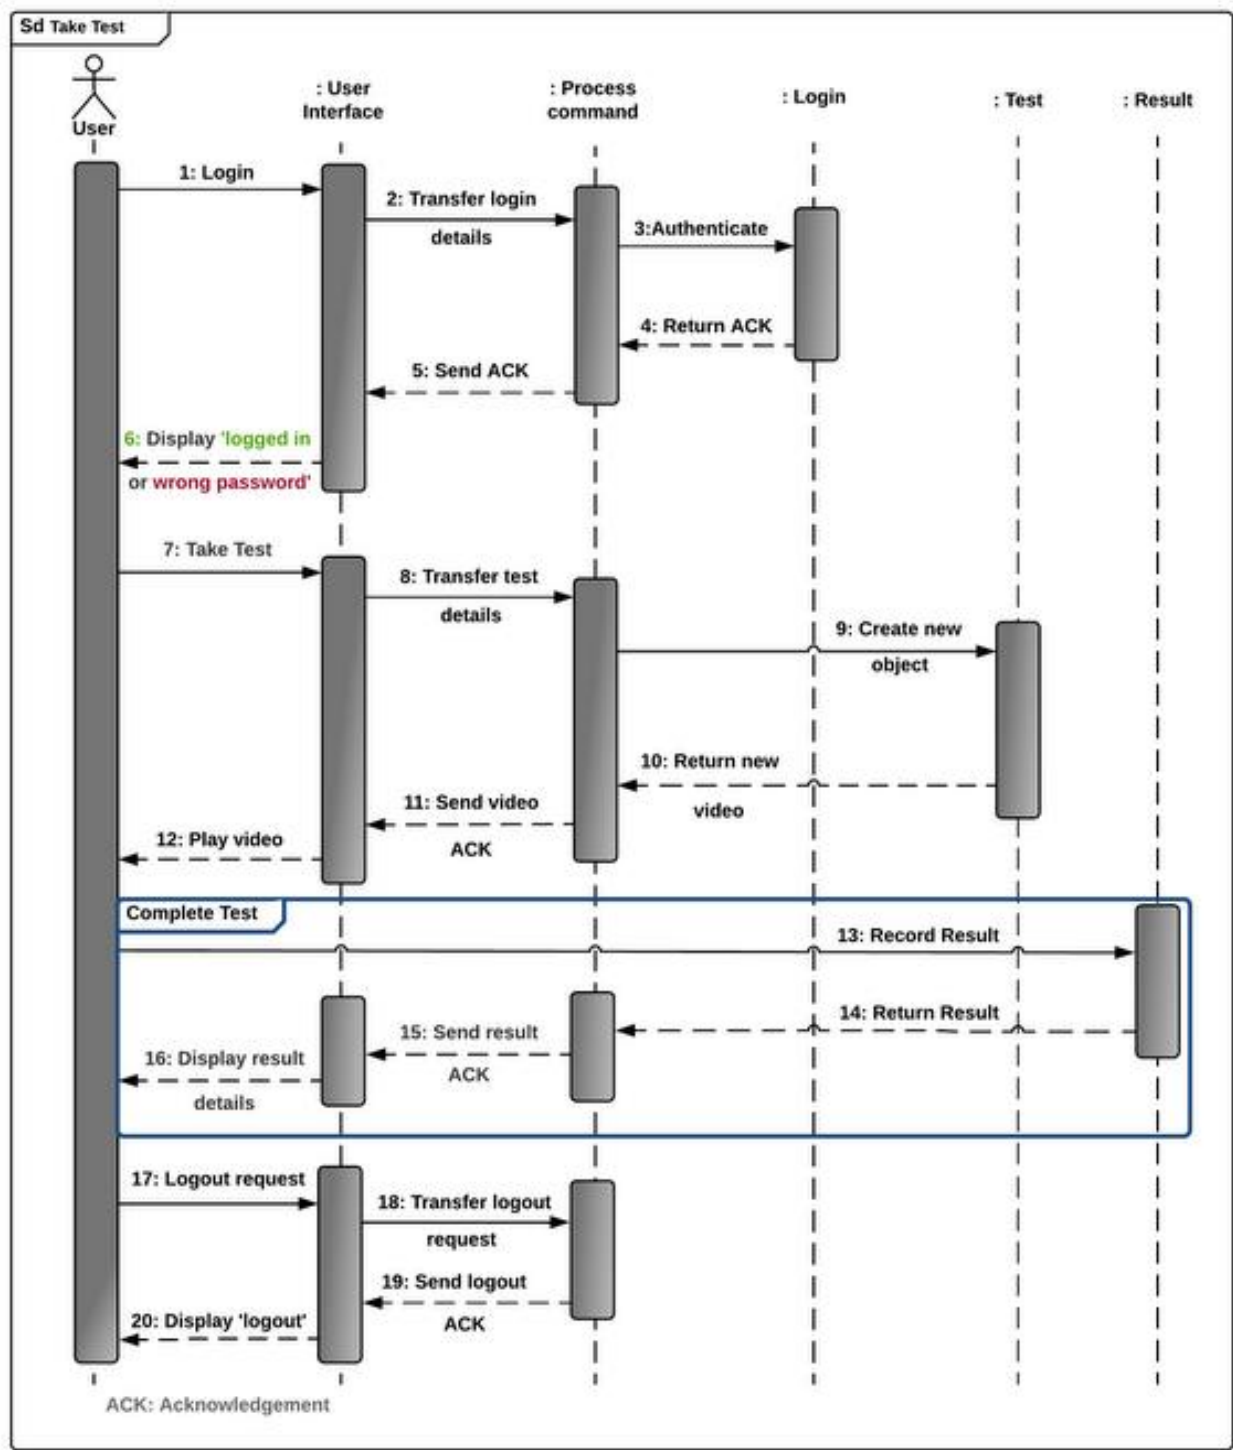 Sd Take Test
User
: User
Interface
: Process
command
: Login
: Test
: Result
1: Login
2: Transfer login
details
3:Authenticate
4: Return ACK
5: Send ACK
6: Display 'logged in
or wrong password'
7: Take Test
8: Transfer test
details
9: Create new
object
10: Return new
video
11: Send video
ACK
12: Play video
Complete Test
13: Record Result
14: Return Result
15: Send result
ACK
16: Display result
details
17: Logout request
18: Transfer logout
request
19: Send logout
ACK
20: Display 'logout'
ACK: Acknowledgement